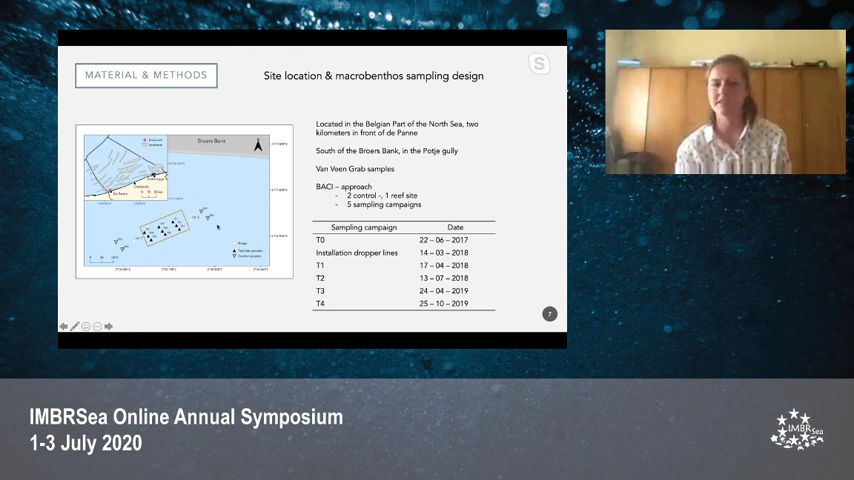 MATERIAL & METHODS
Site location & macrobenthos sampling design
S
Broers Bank
N
Located in the Belgian Part of the North Sea, two
kilometers in front of de Panne
South of the Broers Bank, in the Potje gully
Van Veen Grab samples
BACI – approach
- 2 control -, 1 reef site
- 5 sampling campaigns
Sampling campaign Date
T0 22 – 06 – 2017
Installation dropper lines 14 – 03 – 2018
T1 17 – 04 – 2018
T2 13 – 07 – 2018
T3 24 – 04 – 2019
T4 25 – 10 – 2019
7
IMBRSea Online Annual Symposium
1-3 July 2020
IMBRSea